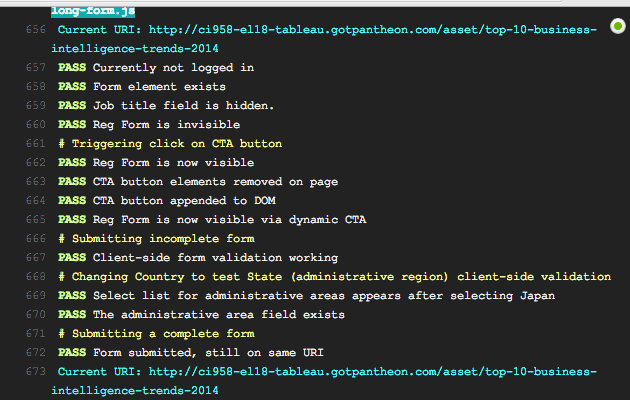 long-form.js
656 Current URI: http://ci958-el18-tableau.gotpantheon.com/asset/top-10-business-
intelligence-trends-2014
657 PASS Currently not logged in
658 PASS Form element exists
659 PASS Job title field is hidden.
660 PASS Reg Form is invisible
661 # Triggering click on CTA button
662 PASS Reg Form is now visible
663 PASS CTA button elements removed on page
664 PASS CTA button appended to DOM
665 PASS Reg Form is now visible via dynamic CTA
666 # Submitting incomplete form
667 PASS Client-side form validation working
668 # Changing Country to test State (administrative region) client-side validation
669 PASS Select list for administrative areas appears after selecting Japan
670 PASS The administrative area field exists
671 # Submitting a complete form
672 PASS Form submitted, still on same URI
673 Current URI: http://ci958-el18-tableau.gotpantheon.com/asset/top-10-business-
intelligence-trends-2014